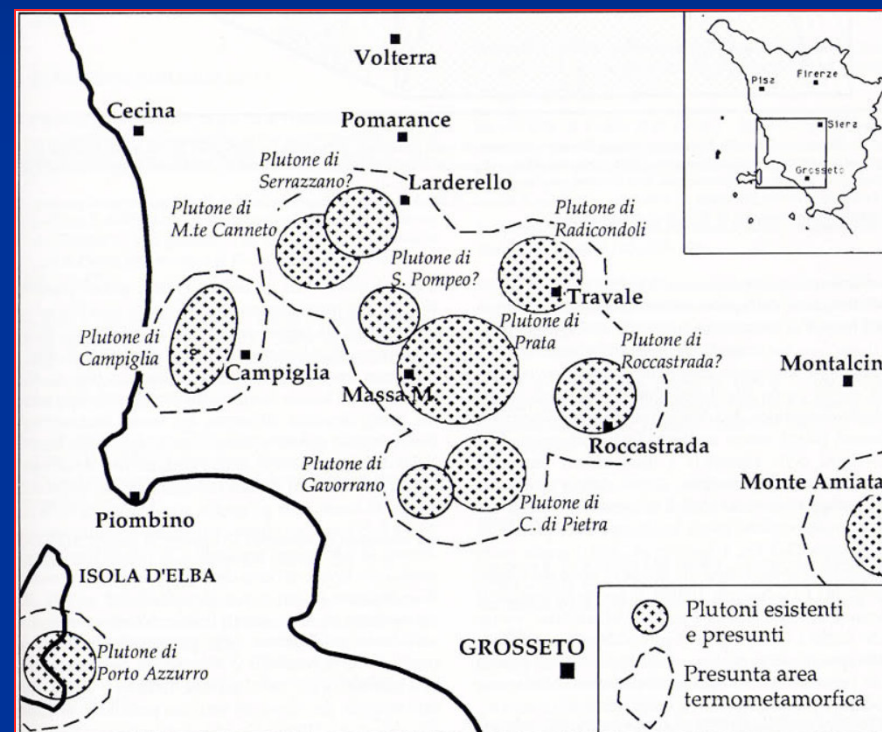 Volterra
Cecina
Pomarance
Plutone di
Serrazzano?
Larderello
Plutone di
M.te Canneto
Plutone di
Radicondoli
Plutone di
S. Pompeo?
Travale
Plutone di
Prata
Plutone di
Campiglia
Campiglia
Plutone di
Roccastrada?
Massa M.
Montalcin
Roccastrada
Plutone di
Gavorrano
Plutone di
C. di Pietra
Monte Amiata
Piombino
ISOLA D'ELBA
Plutone di
Porto Azzurro
GROSSETO
Pisa
Firenze
Siena
Grosseto
Plutoni esistenti
e presunti
Presunta area
termometamorfica